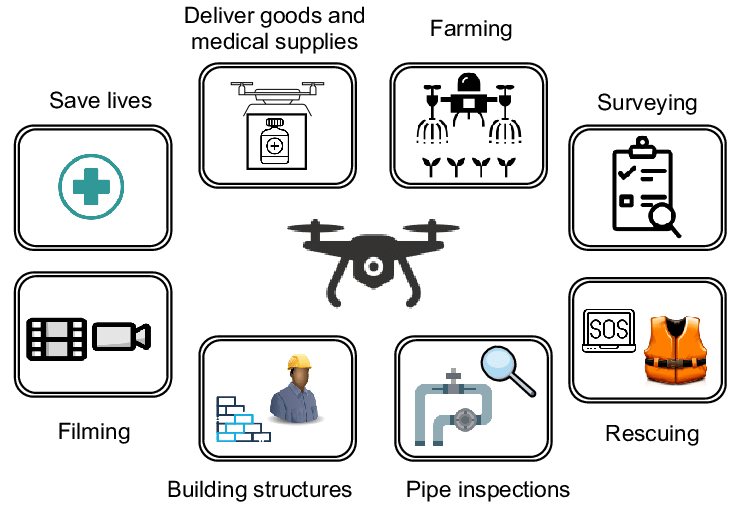 Deliver goods and
medical supplies
Farming
Save lives
Surveying
SOS
Filming
Rescuing
Building structures
Pipe inspections